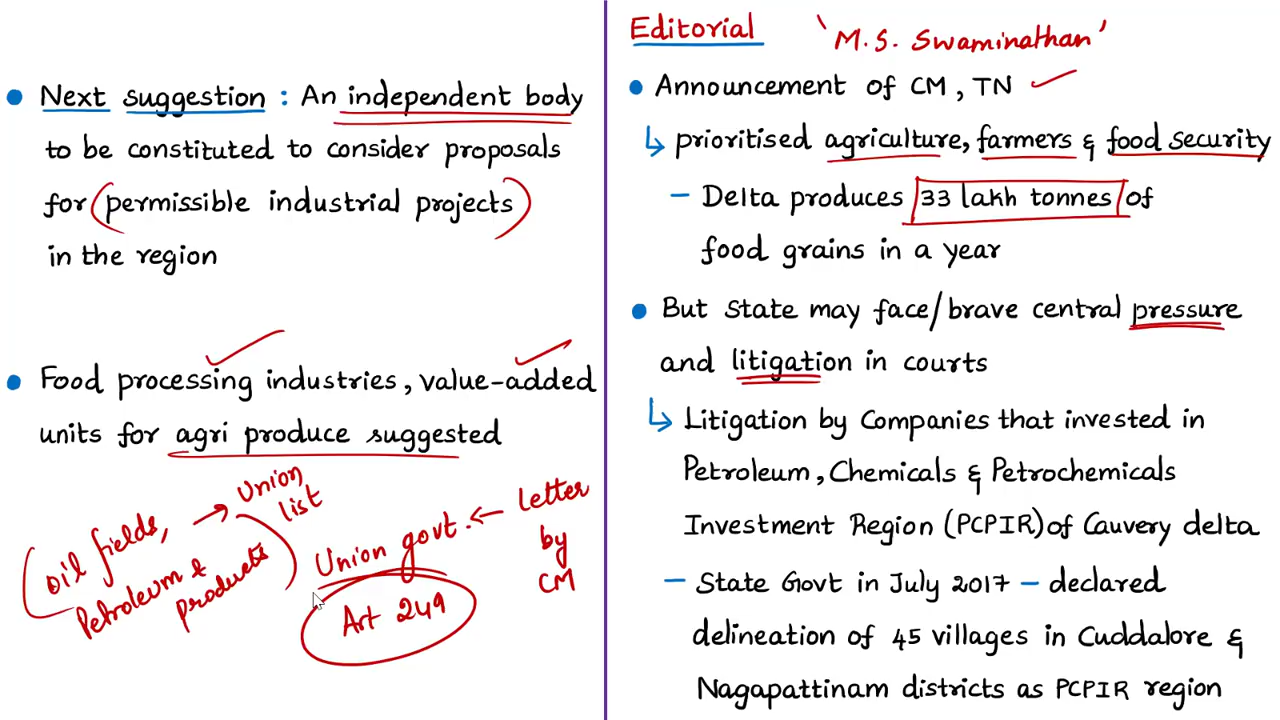 • Next suggestion : An independent body
to be constituted to consider proposals
for (permissible industrial projects)
in the region
• Food processing industries, value-added
units for agri produce suggested
oil fields,
Petroleum &
products
→ Union
list
Union govt. ← letter
by
CM
Art 249
Editorial 'M.S. Swaminathan'
• Announcement of CM, TN
↳ prioritised agriculture, farmers & food security
– Delta produces 33 lakh tonnes of
food grains in a year
• But State may face/brave central pressure
and litigation in courts
↳ Litigation by Companies that invested in
Petroleum, Chemicals & Petrochemicals
Investment Region (PCPIR) of Cauvery delta
– State Govt in July 2017 – declared
delineation of 45 villages in Cuddalore &
Nagapattinam districts as PCPIR region